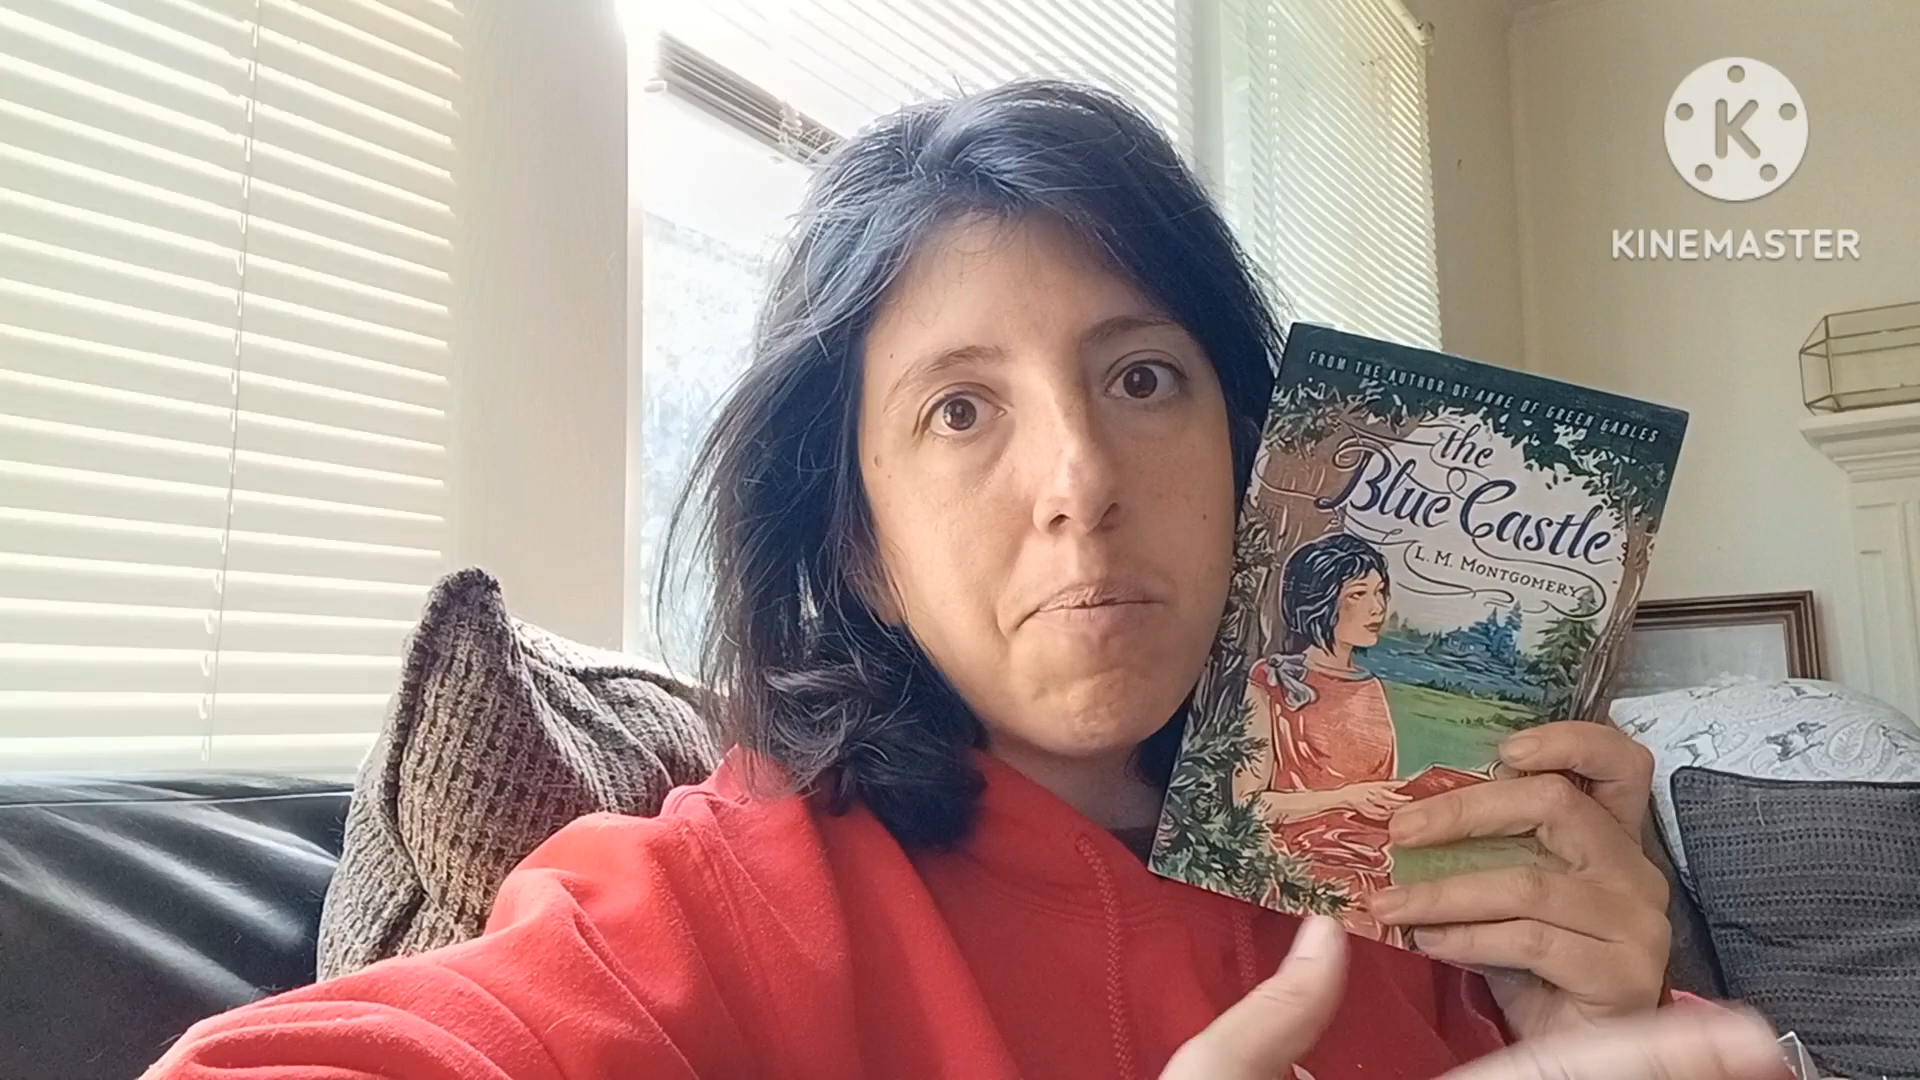 K
KINEMASTER
FROM THE AUTHOR OF ANNE OF GREEN GABLES
the
Blue Castle
L. M. MONTGOMERY